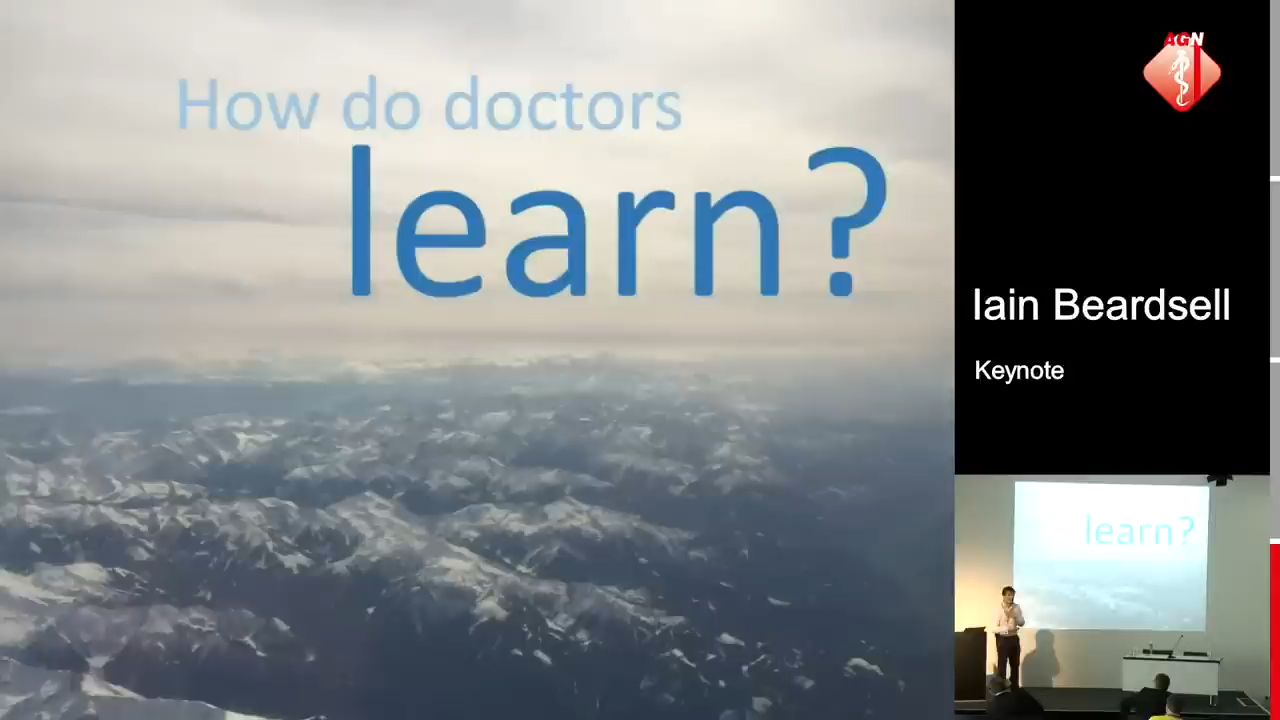 How do doctors
learn?
AGN
Iain Beardsell
Keynote
learn?